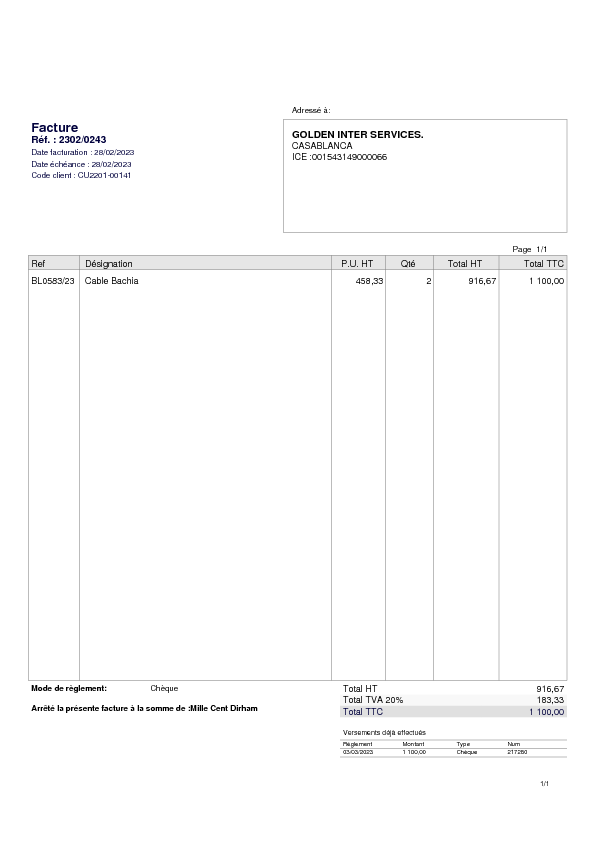 Adressé à:
Facture
Réf. : 2302/0243
Date facturation : 28/02/2023
Date échéance : 28/02/2023
Code client : CU2201-00141
GOLDEN INTER SERVICES.
CASABLANCA
ICE :001543149000066
Page 1/1
Ref Désignation P.U. HT Qté Total HT Total TTC
BL0583/23 Cable Bachia 458,33 2 916,67 1 100,00
Mode de règlement: Chèque
Arrêté la présente facture à la somme de :Mille Cent Dirham
Total HT 916,67
Total TVA 20% 183,33
Total TTC 1 100,00
Versements déjà effectués
Règlement Montant Type Num
03/03/2023 1 100,00 Chèque 217280
1/1